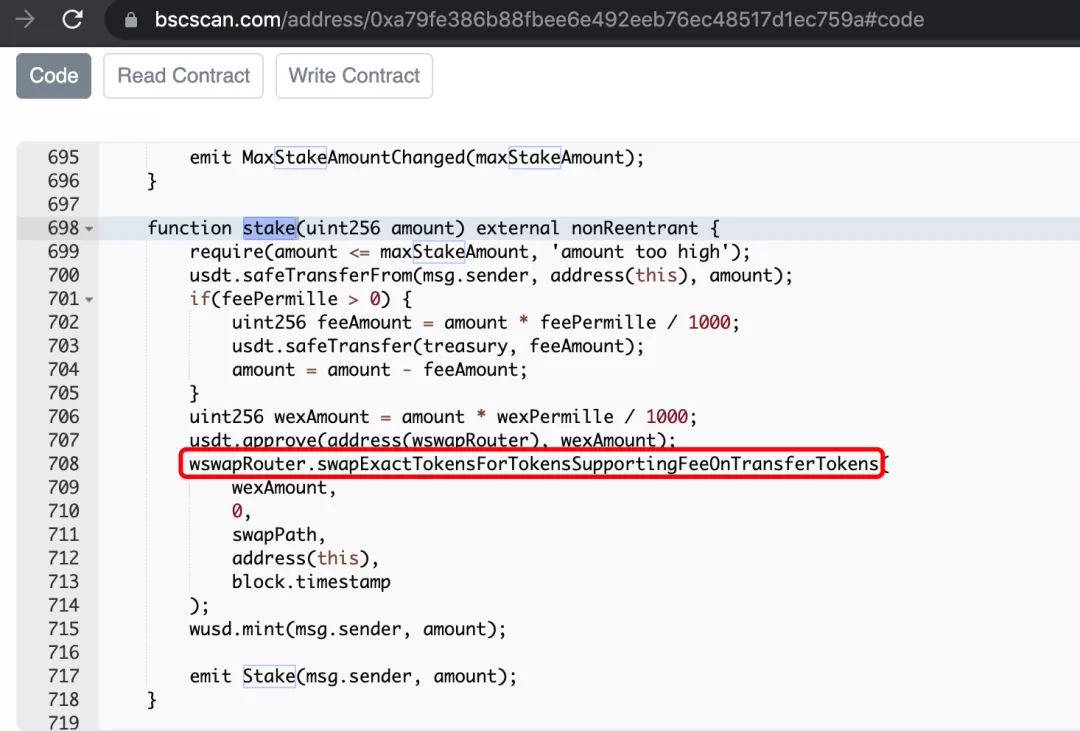 bscscan.com/address/0xa79fe386b88fbee6e492eeb76ec48517d1ec759a#code
Code Read Contract Write Contract
695 emit MaxStakeAmountChanged(maxStakeAmount);
696 }
697
698 function stake(uint256 amount) external nonReentrant {
699 require(amount <= maxStakeAmount, 'amount too high');
700 usdt.safeTransferFrom(msg.sender, address(this), amount);
701 if(feePermille > 0) {
702 uint256 feeAmount = amount * feePermille / 1000;
703 usdt.safeTransfer(treasury, feeAmount);
704 amount = amount - feeAmount;
705 }
706 uint256 wexAmount = amount * wexPermille / 1000;
707 usdt.approve(address(wswapRouter), wexAmount);
708 wswapRouter.swapExactTokensForTokensSupportingFeeOnTransferTokens(
709 wexAmount,
710 0,
711 swapPath,
712 address(this),
713 block.timestamp
714 );
715 wusd.mint(msg.sender, amount);
716
717 emit Stake(msg.sender, amount);
718 }
719